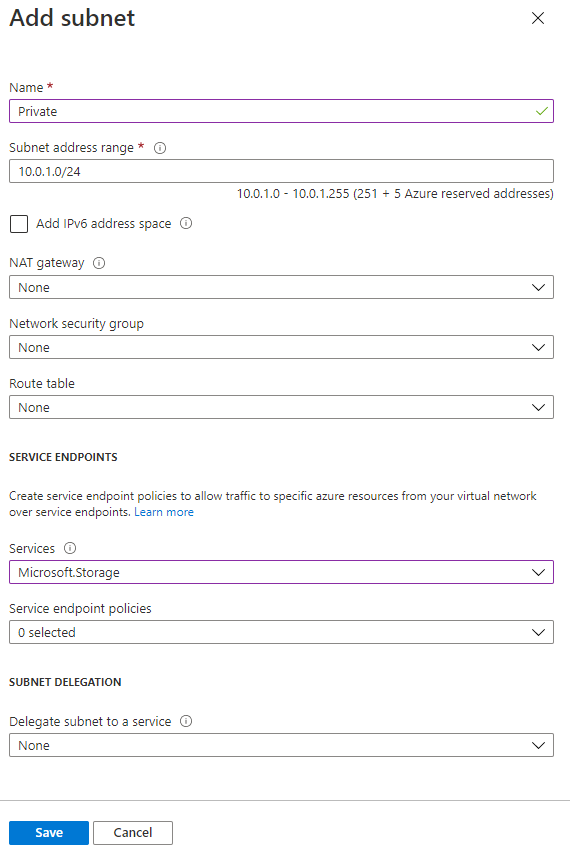 Add subnet
Name *
Private
Subnet address range *
10.0.1.0/24
10.0.1.0 - 10.0.1.255 (251 + 5 Azure reserved addresses)
Add IPv6 address space
NAT gateway
None
Network security group
None
Route table
None
SERVICE ENDPOINTS
Create service endpoint policies to allow traffic to specific azure resources from your virtual network
over service endpoints. Learn more
Services
Microsoft.Storage
Service endpoint policies
0 selected
SUBNET DELEGATION
Delegate subnet to a service
None
Save Cancel